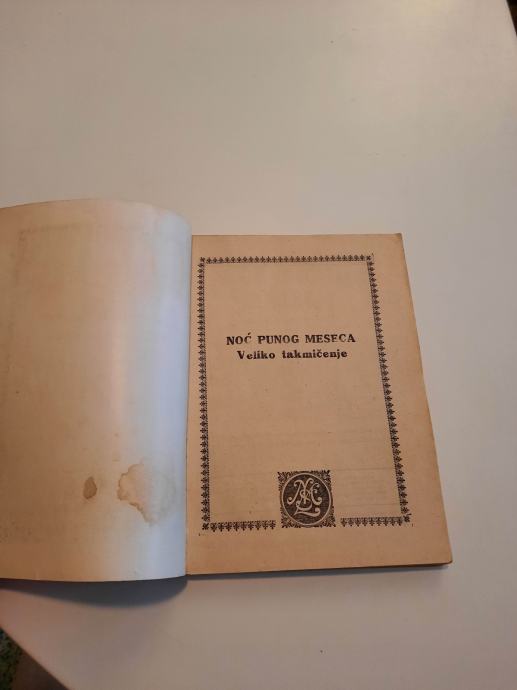 NOĆ PUNOG MESECA
Veliko takmičenje